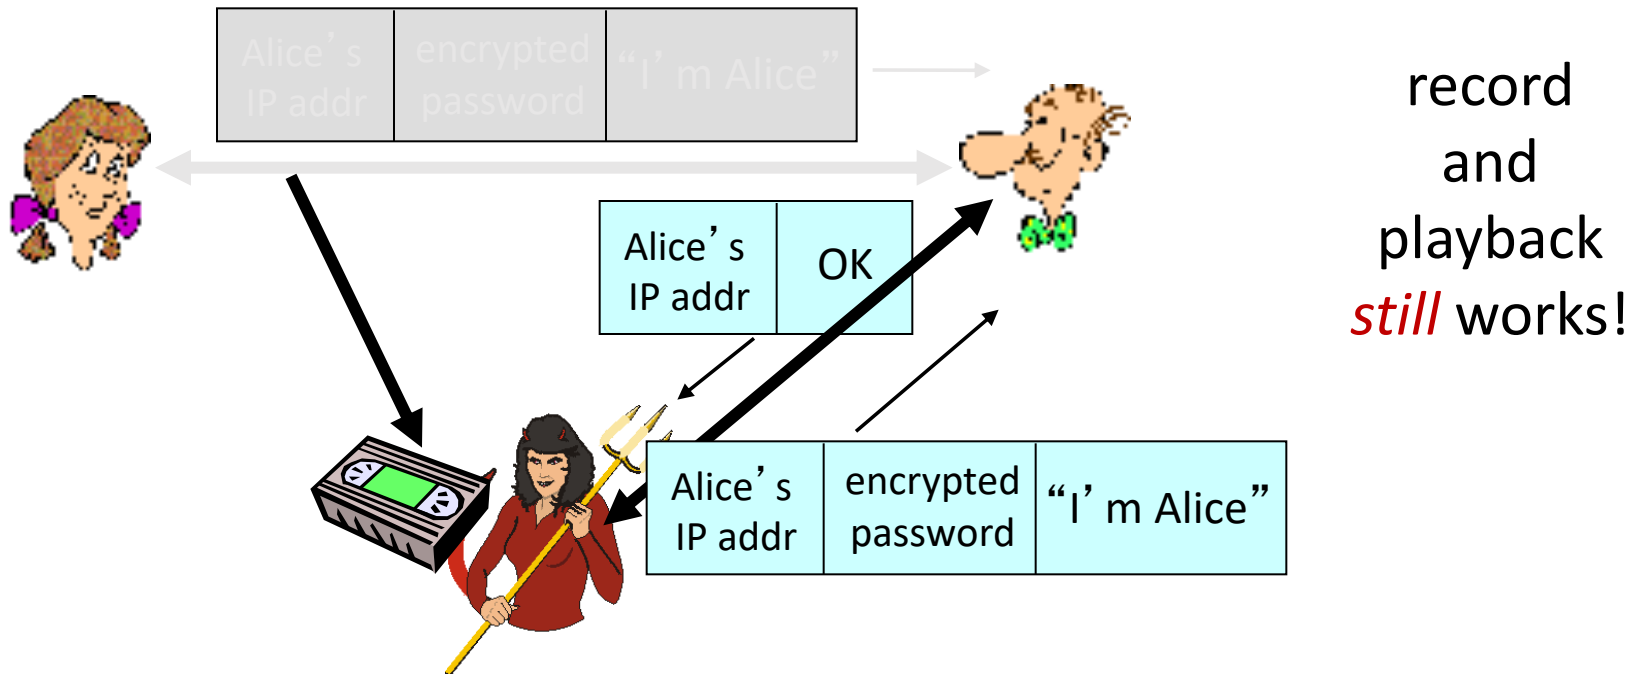 Alice’s
IP addr
encrypted
password
“I’m Alice”
record
and
playback
still works!
Alice’s
IP addr
OK
Alice’s
IP addr
encrypted
password
“I’m Alice”